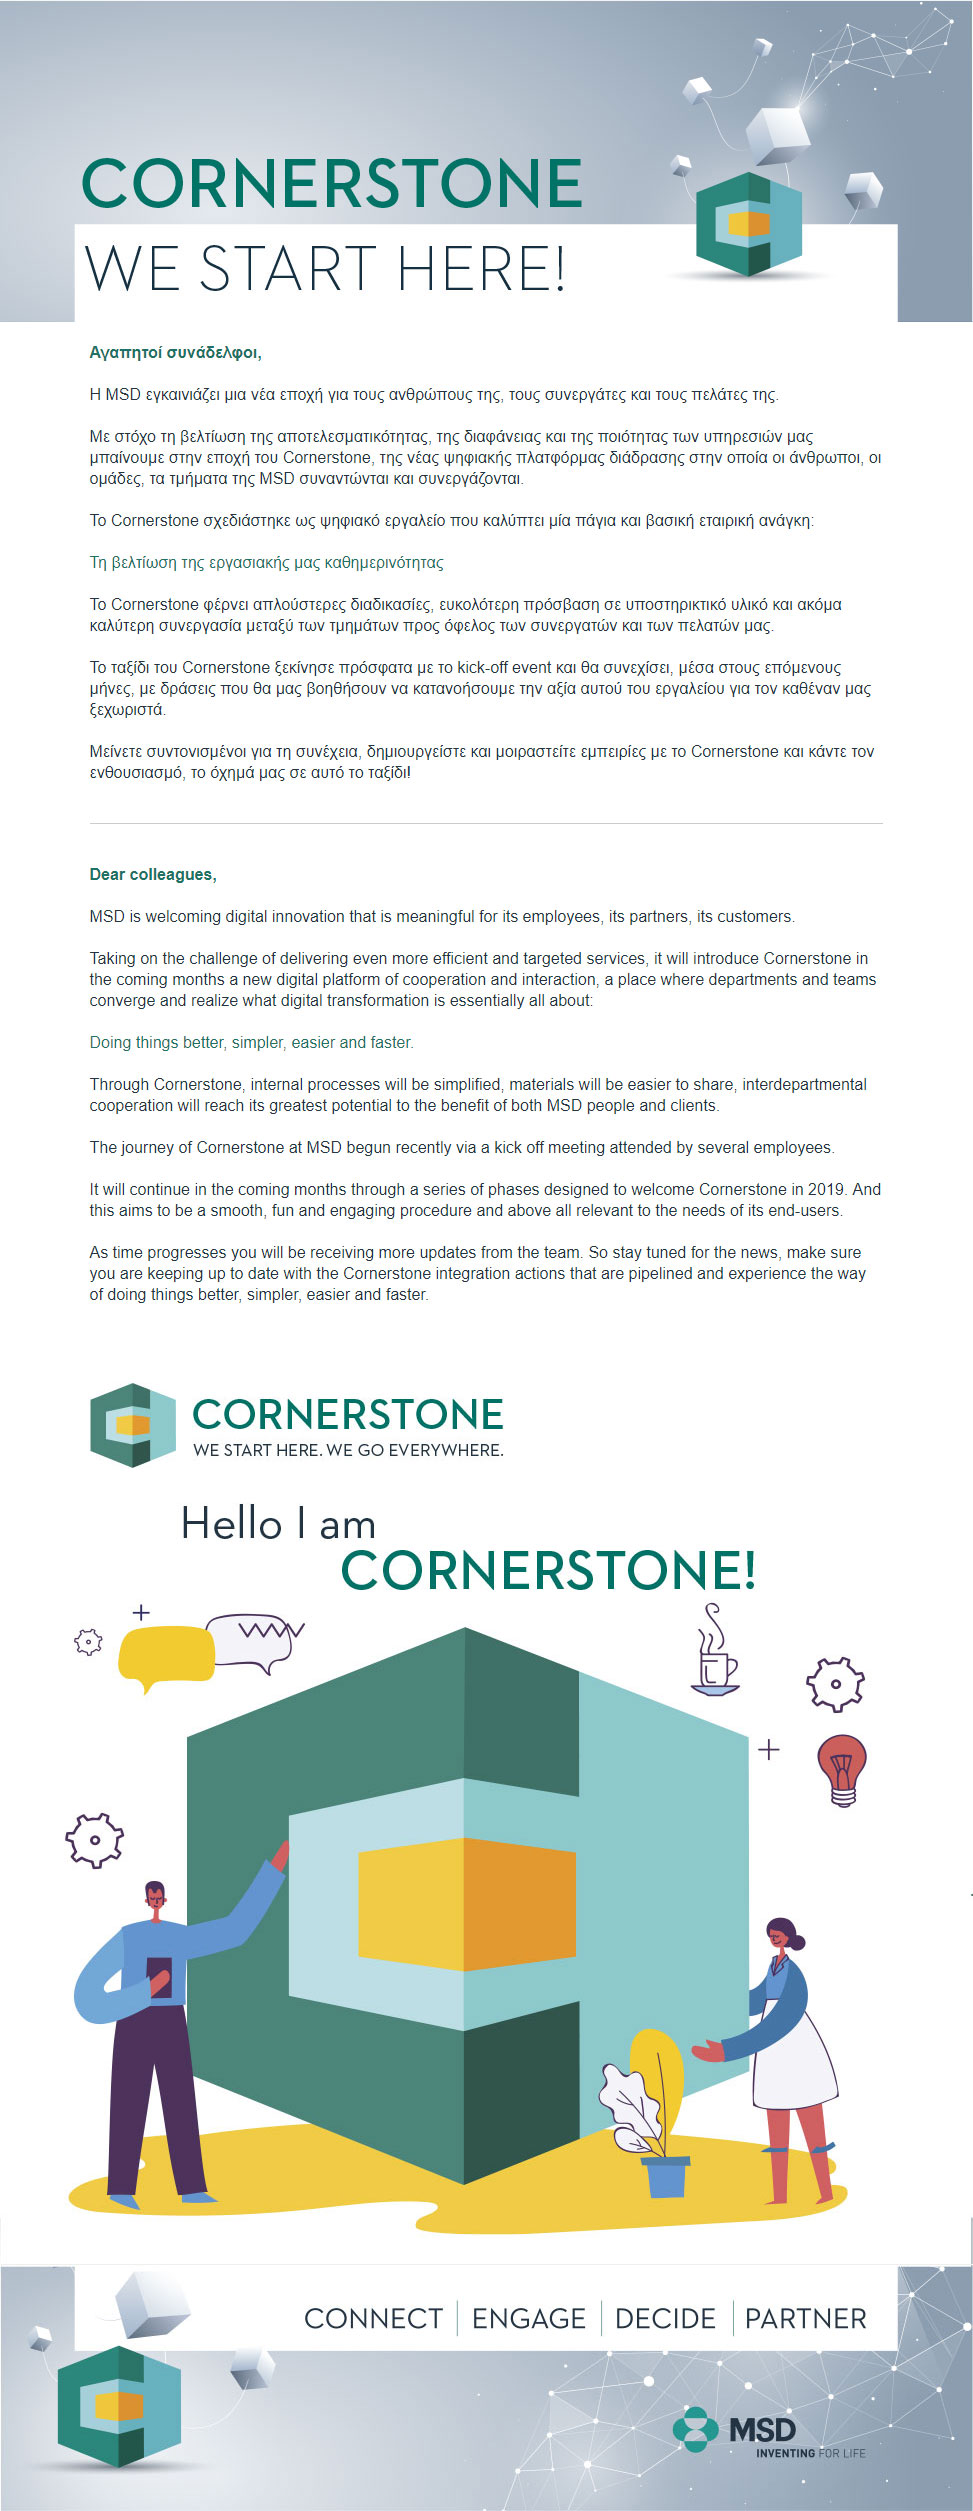 CORNERSTONE
WE START HERE!
Αγαπητοί συνάδελφοι,
Η MSD εγκαινιάζει μια νέα εποχή για τους ανθρώπους της, τους συνεργάτες και τους πελάτες της.
Με στόχο τη βελτίωση της αποτελεσματικότητας, της διαφάνειας και της ποιότητας των υπηρεσιών μας
μπαίνουμε στην εποχή του Cornerstone, της νέας ψηφιακής πλατφόρμας διάδρασης στην οποία οι άνθρωποι, οι
ομάδες, τα τμήματα της MSD συναντώνται και συνεργάζονται.
Το Cornerstone σχεδιάστηκε ως ψηφιακό εργαλείο που καλύπτει μία πάγια και βασική εταιρική ανάγκη:
Τη βελτίωση της εργασιακής μας καθημερινότητας
Το Cornerstone φέρνει απλούστερες διαδικασίες, ευκολότερη πρόσβαση σε υποστηρικτικό υλικό και ακόμα
καλύτερη συνεργασία μεταξύ των τμημάτων προς όφελος των συνεργατών και των πελατών μας.
Το ταξίδι του Cornerstone ξεκίνησε πρόσφατα με το kick-off event και θα συνεχίσει, μέσα στους επόμενους
μήνες, με δράσεις που θα μας βοηθήσουν να κατανοήσουμε την αξία αυτού του εργαλείου για τον καθέναν μας
ξεχωριστά.
Μείνετε συντονισμένοι για τη συνέχεια, δημιουργείστε και μοιραστείτε εμπειρίες με το Cornerstone και κάντε τον
ενθουσιασμό, το όχημά μας σε αυτό το ταξίδι!
Dear colleagues,
MSD is welcoming digital innovation that is meaningful for its employees, its partners, its customers.
Taking on the challenge of delivering even more efficient and targeted services, it will introduce Cornerstone in
the coming months a new digital platform of cooperation and interaction, a place where departments and teams
converge and realize what digital transformation is essentially all about:
Doing things better, simpler, easier and faster.
Through Cornerstone, internal processes will be simplified, materials will be easier to share, interdepartmental
cooperation will reach its greatest potential to the benefit of both MSD people and clients.
The journey of Cornerstone at MSD begun recently via a kick off meeting attended by several employees.
It will continue in the coming months through a series of phases designed to welcome Cornerstone in 2019. And
this aims to be a smooth, fun and engaging procedure and above all relevant to the needs of its end-users.
As time progresses you will be receiving more updates from the team. So stay tuned for the news, make sure
you are keeping up to date with the Cornerstone integration actions that are pipelined and experience the way
of doing things better, simpler, easier and faster.
CORNERSTONE
WE START HERE. WE GO EVERYWHERE.
Hello I am
CORNERSTONE!
CONNECT | ENGAGE | DECIDE | PARTNER
MSD
INVENTING FOR LIFE